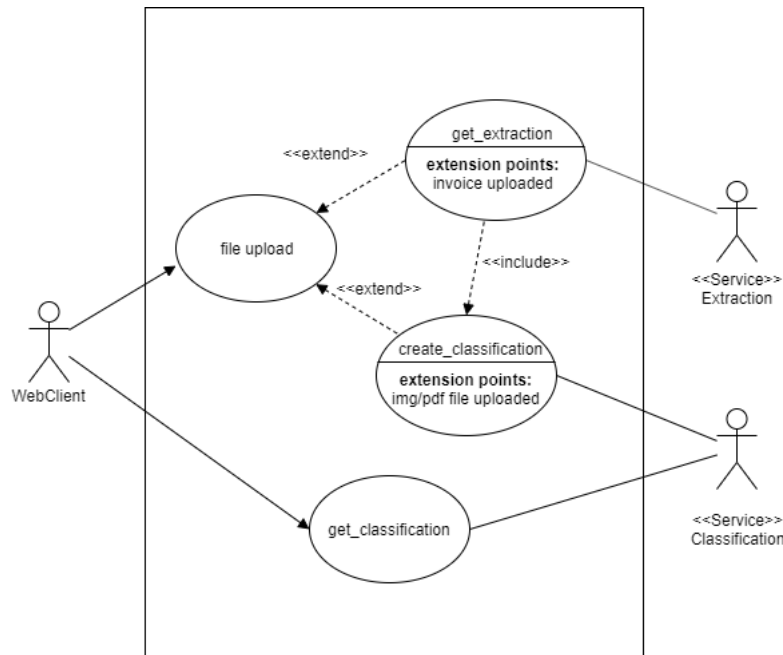 get_extraction
extension points:
invoice uploaded
<<extend>>
file upload
<<include>>
<<Service>>
Extraction
<<extend>>
create_classification
extension points:
img/pdf file uploaded
WebClient
get_classification
<<Service>>
Classification